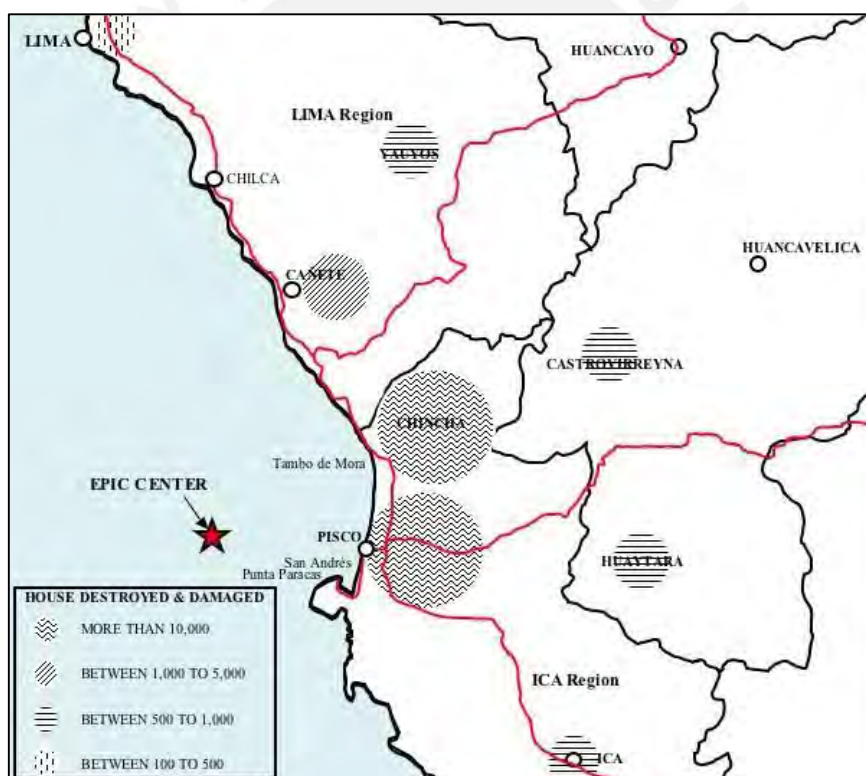 LIMA
HUANCAYO
LIMA Region
YAUYOS
CHILCA
HUANCAVELICA
CAÑETE
CASTROVIRREYNA
CHINCHA
Tambo de Mora
EPIC CENTER
PISCO
San Andrés
Punta Paracas
HUAYTARA
HOUSE DESTROYED & DAMAGED
MORE THAN 10,000
BETWEEN 1,000 TO 5,000
BETWEEN 500 TO 1,000
BETWEEN 100 TO 500
ICA Region
ICA